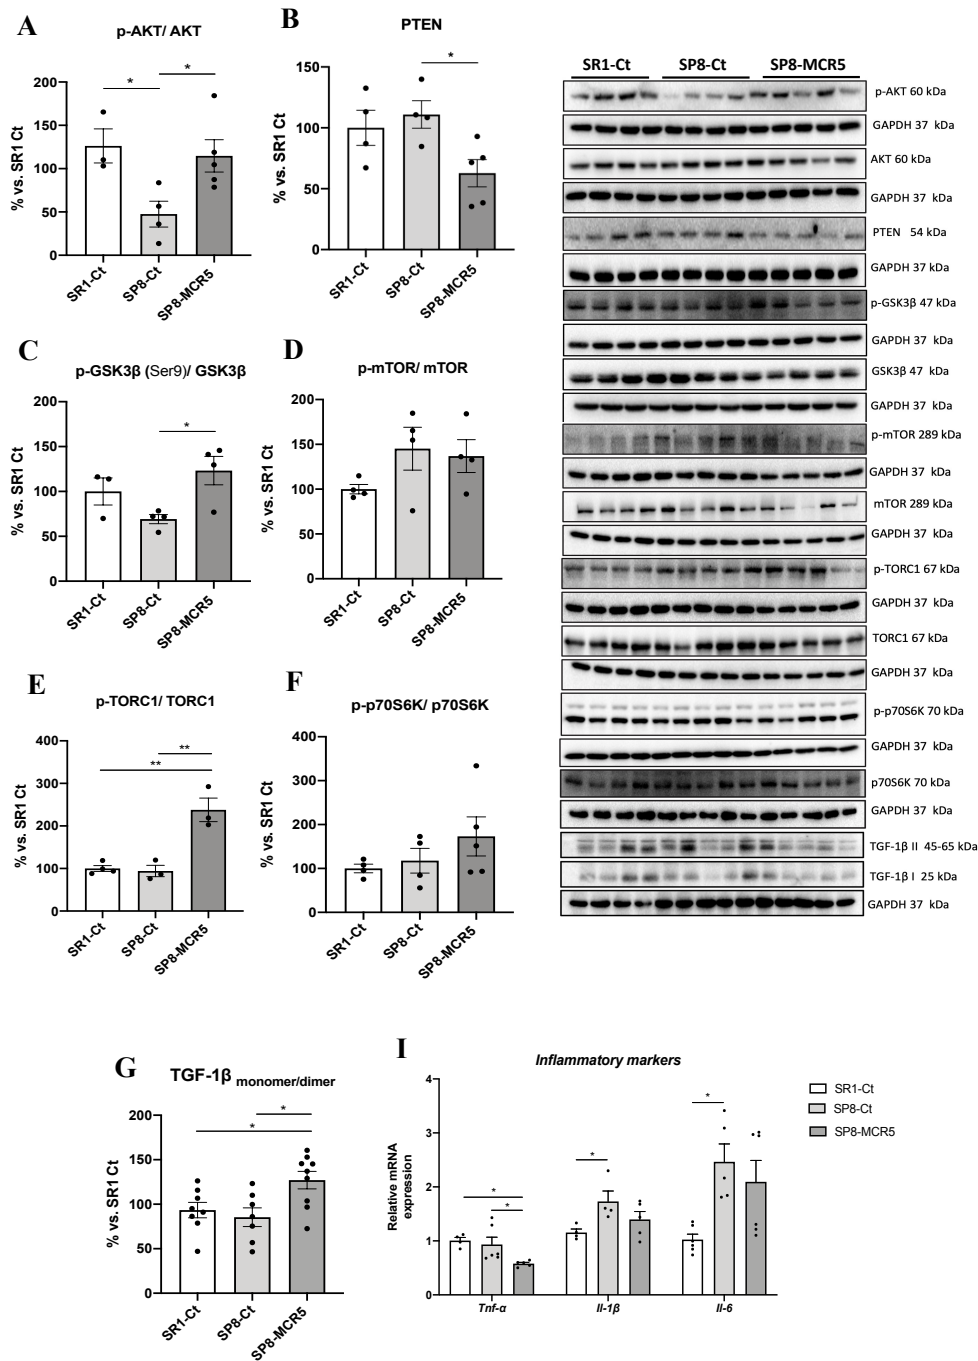 A
p-AKT/ AKT
% vs. SR1 Ct
200
150
100
50
0
*
*
SR1-Ct
SP8-Ct
SP8-MCR5
B
PTEN
% vs. SR1 Ct
150
100
50
0
*
SR1-Ct
SP8-Ct
SP8-MCR5
C
p-GSK3β (Ser9)/ GSK3β
% vs. SR1 Ct
200
150
100
50
0
*
SR1-Ct
SP8-Ct
SP8-MCR5
D
p-mTOR/ mTOR
% vs. SR1 Ct
200
150
100
50
0
SR1-Ct
SP8-Ct
SP8-MCR5
E
p-TORC1/ TORC1
% vs. SR1 Ct
400
300
200
100
0
**
**
SR1-Ct
SP8-Ct
SP8-MCR5
F
p-p70S6K/ p70S6K
% vs. SR1 Ct
400
300
200
100
0
SR1-Ct
SP8-Ct
SP8-MCR5
SR1-Ct SP8-Ct SP8-MCR5
p-AKT 60 kDa
GAPDH 37 kDa
AKT 60 kDa
GAPDH 37 kDa
PTEN 54 kDa
GAPDH 37 kDa
p-GSK3β 47 kDa
GAPDH 37 kDa
GSK3β 47 kDa
GAPDH 37 kDa
p-mTOR 289 kDa
GAPDH 37 kDa
mTOR 289 kDa
GAPDH 37 kDa
p-TORC1 67 kDa
GAPDH 37 kDa
TORC1 67 kDa
GAPDH 37 kDa
p-p70S6K 70 kDa
GAPDH 37 kDa
p70S6K 70 kDa
GAPDH 37 kDa
TGF-1β II 45-65 kDa
TGF-1β I 25 kDa
GAPDH 37 kDa
G
TGF-1β monomer/dimer
% vs. SR1 Ct
200
150
100
50
0
*
*
SR1-Ct
SP8-Ct
SP8-MCR5
I
Inflammatory markers
Relative mRNA
expression
4
3
2
1
0
*
*
*
*
Tnf-α
Il-1β
Il-6
SR1-Ct
SP8-Ct
SP8-MCR5